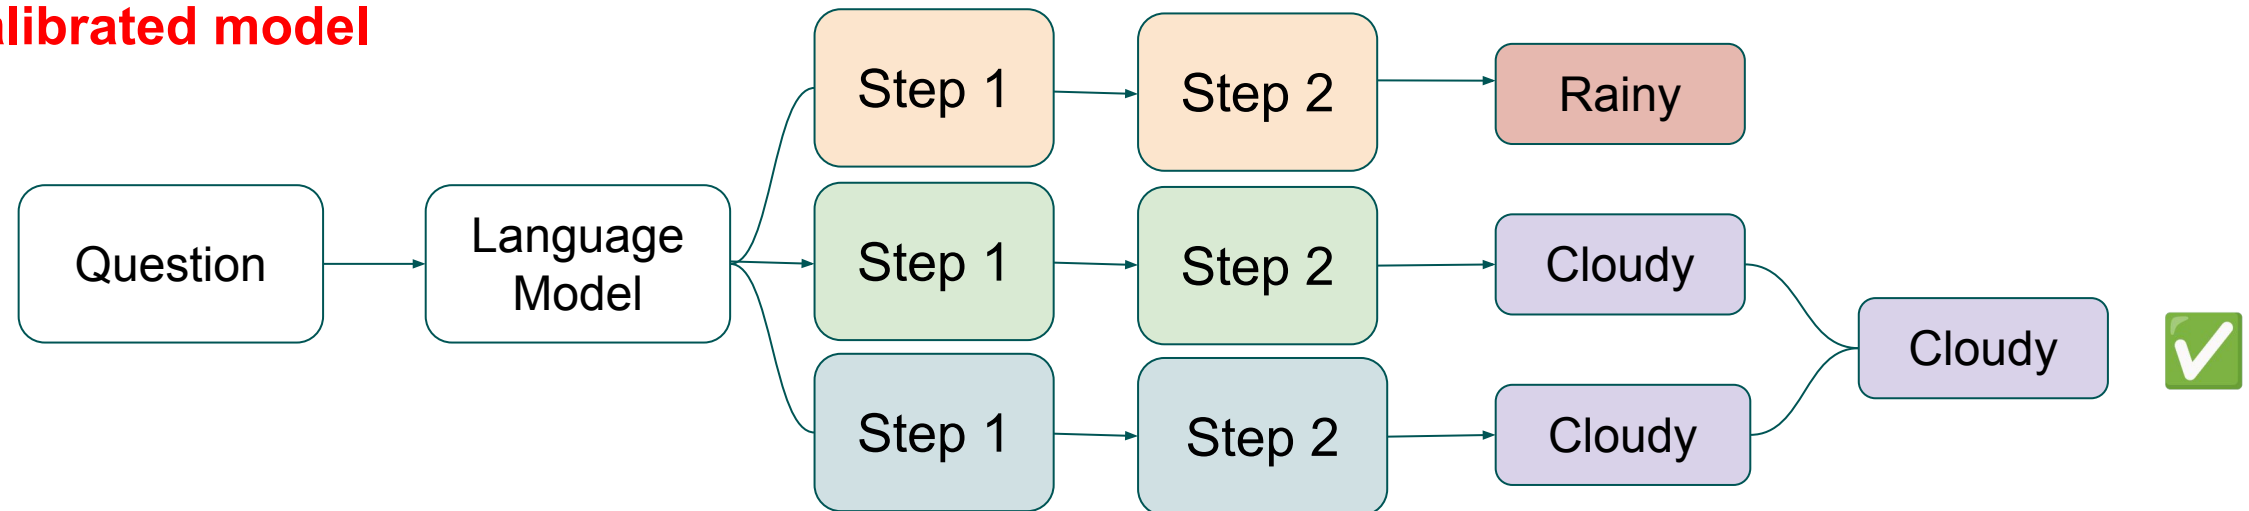 alibrated model
Step 1
Step 2
Rainy
Question
Language
Model
Step 1
Step 2
Cloudy
Cloudy
Step 1
Step 2
Cloudy